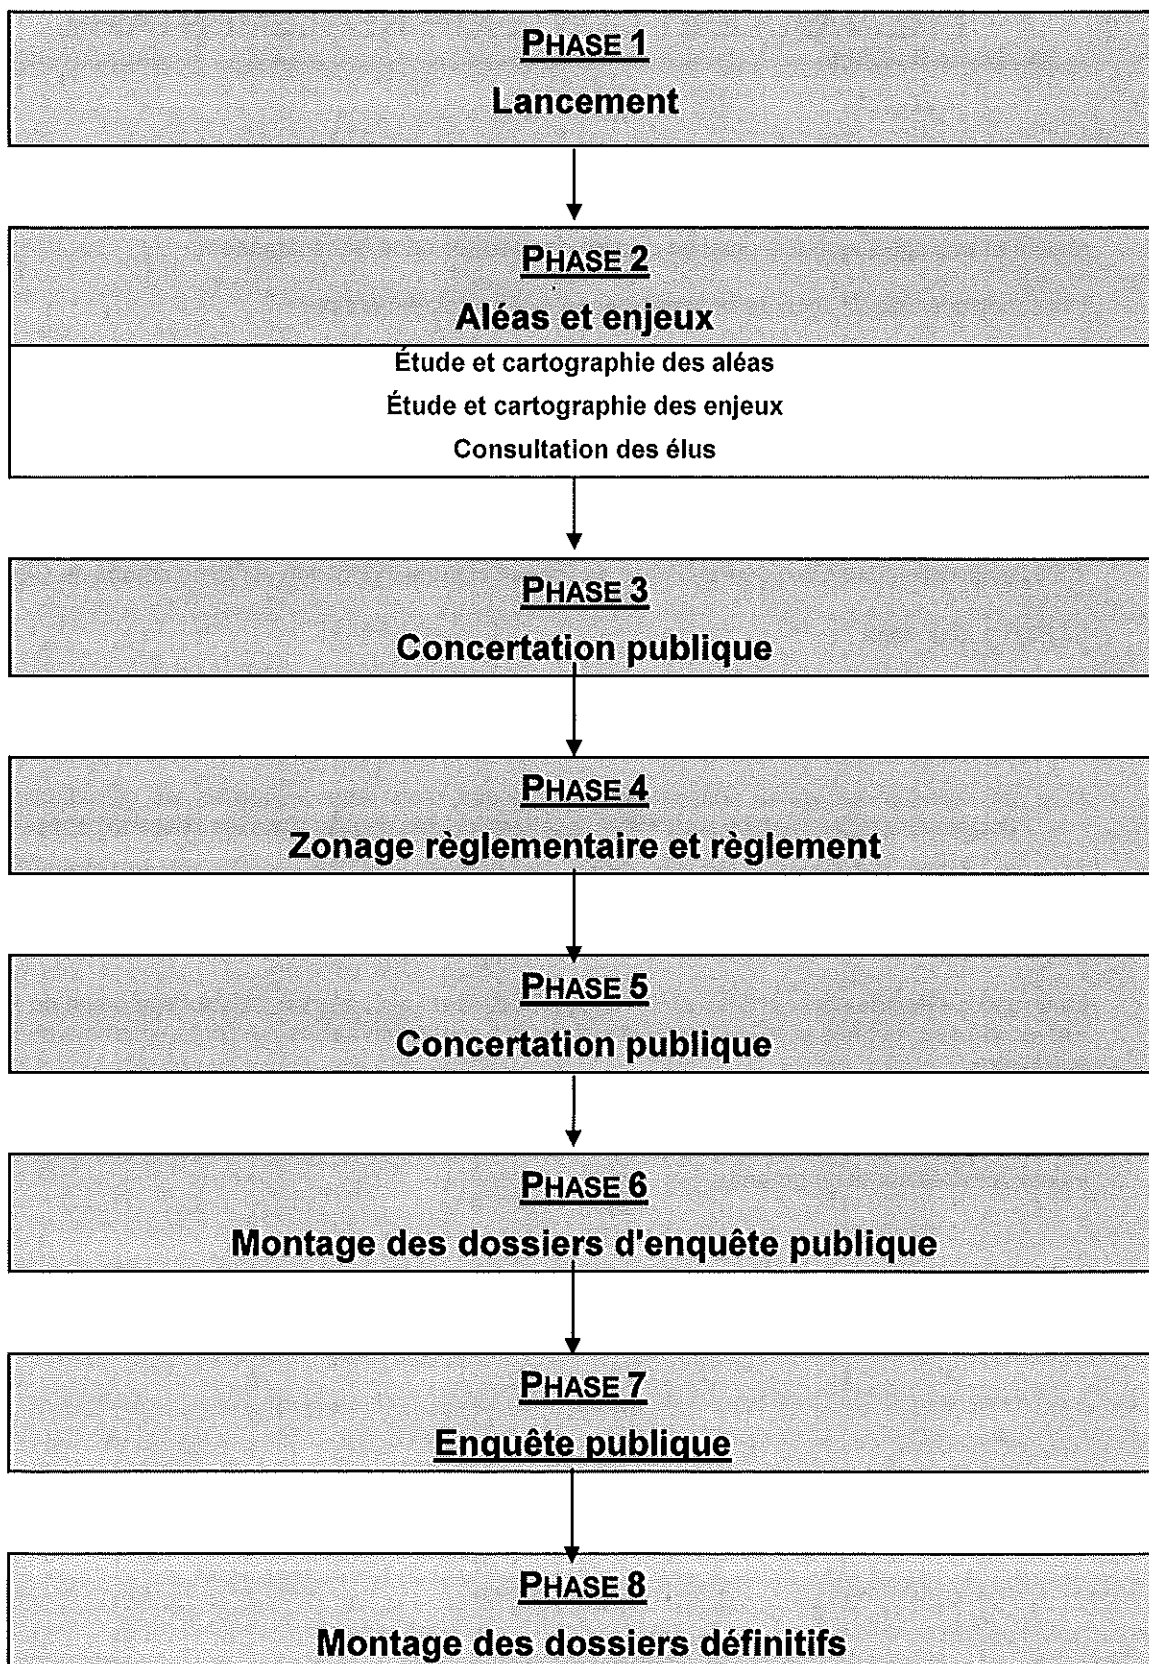 PHASE 1
Lancement
PHASE 2
Aléas et enjeux
Étude et cartographie des aléas
Étude et cartographie des enjeux
Consultation des élus
PHASE 3
Concertation publique
PHASE 4
Zonage règlementaire et règlement
PHASE 5
Concertation publique
PHASE 6
Montage des dossiers d'enquête publique
PHASE 7
Enquête publique
PHASE 8
Montage des dossiers définitifs